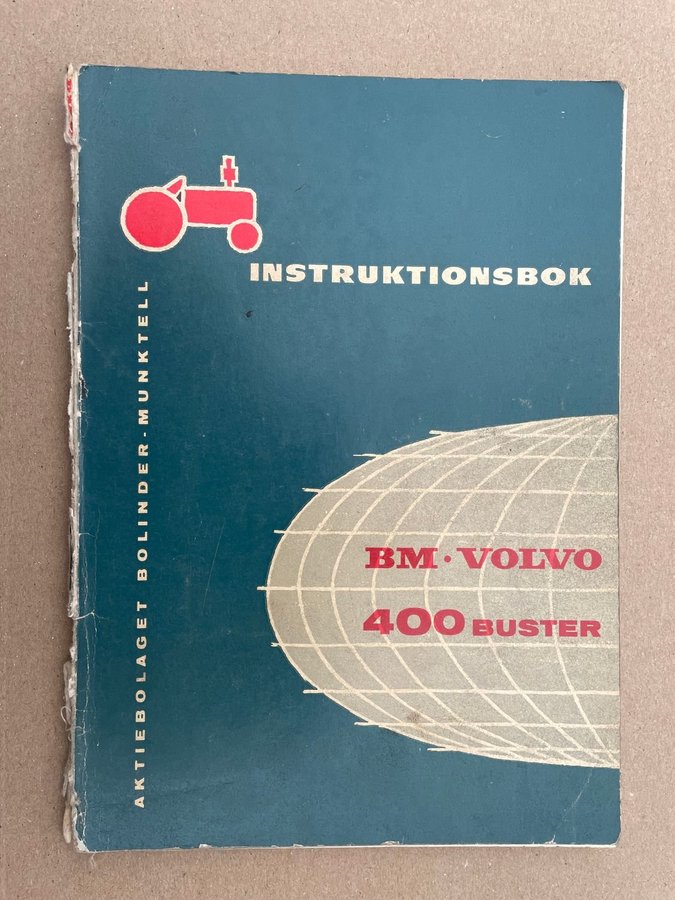 INSTRUKTIONSBOK
AKTIEBOLAGET BOLINDER-MUNKTELL
BM·VOLVO
400 BUSTER